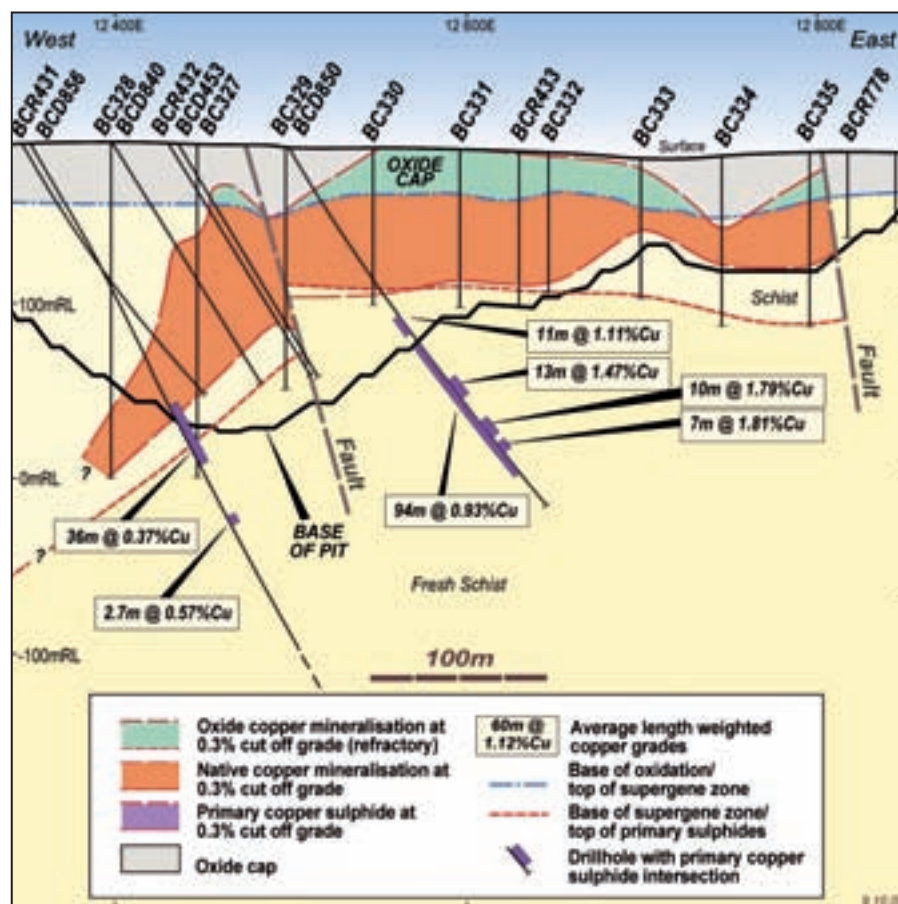 12 400E
12 600E
12 800E
West
East
BCR431
BCD856
BC328
BCD840
BCR432
BCD453
BC327
BC329
BCD850
BC330
BC331
BCR433
BC332
BC333
BC334
BC335
BCR778
Surface
OXIDE
CAP
100mRL
Schist
11m @ 1.11%Cu
13m @ 1.47%Cu
10m @ 1.79%Cu
7m @ 1.81%Cu
Fault
Fault
?
0mRL
94m @ 0.93%Cu
36m @ 0.37%Cu
BASE
OF PIT
?
2.7m @ 0.57%Cu
Fresh Schist
-100mRL
100m
Oxide copper mineralisation at
0.3% cut off grade (refractory)
Native copper mineralisation at
0.3% cut off grade
Primary copper sulphide at
0.3% cut off grade
Oxide cap
60m @
1.12%Cu
Average length weighted
copper grades
Base of oxidation/
top of supergene zone
Base of supergene zone/
top of primary sulphides
Drillhole with primary copper
sulphide intersection